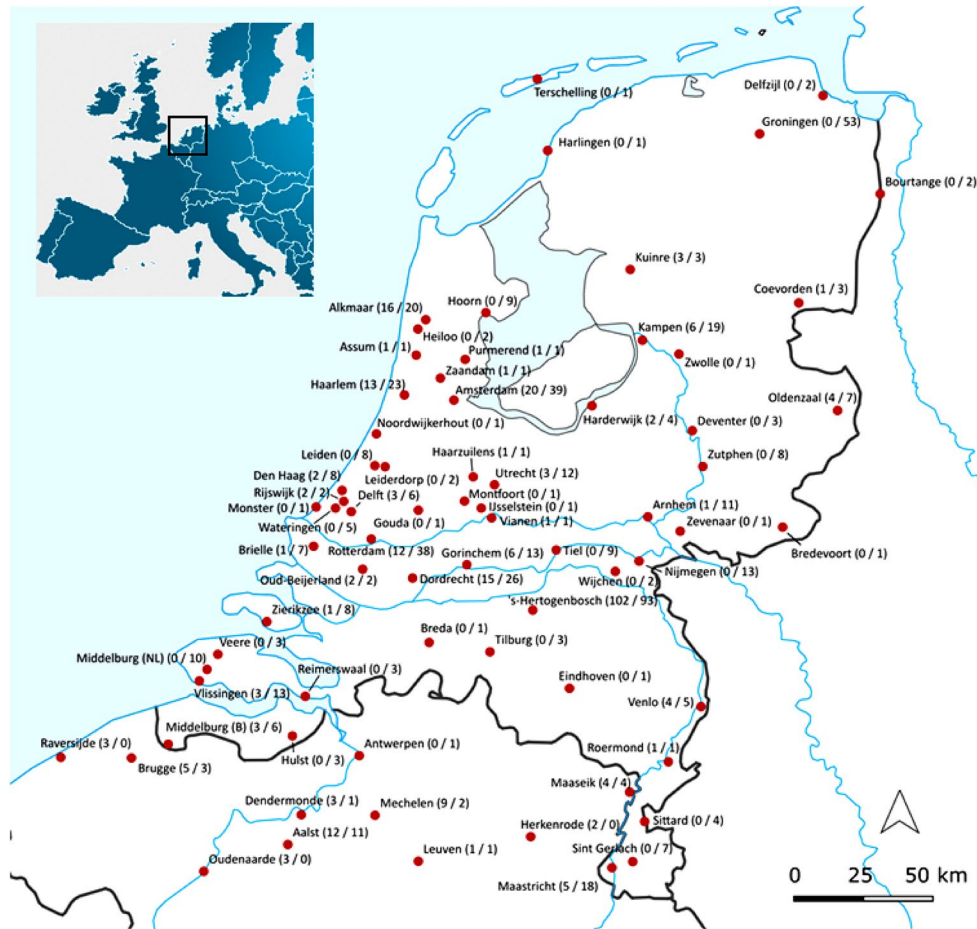 Terschelling (0 / 1)
Delfzijl (0 / 2)
Groningen (0 / 53)
Harlingen (0 / 1)
Bourtange (0 / 2)
Kuinre (3 / 3)
Coevorden (1 / 3)
Hoorn (0 / 9)
Alkmaar (16 / 20)
Heiloo (0 / 2)
Kampen (6 / 19)
Assum (1 / 1)
Purmerend (1 / 1)
Zwolle (0 / 1)
Zaandam (1 / 1)
Haarlem (13 / 23)
Amsterdam (20 / 39)
Oldenzaal (4 / 7)
Harderwijk (2 / 4)
Noordwijkerhout (0 / 1)
Deventer (0 / 3)
Leiden (0 / 8)
Haarzuilens (1 / 1)
Zutphen (0 / 8)
Den Haag (2 / 8)
Leiderdorp (0 / 2)
Utrecht (3 / 12)
Rijswijk (2 / 2)
Delft (3 / 6)
Montfoort (0 / 1)
Monster (0 / 1)
IJsselstein (0 / 1)
Arnhem (1 / 11)
Wateringen (0 / 5)
Gouda (0 / 1)
Vianen (1 / 1)
Zevenaar (0 / 1)
Brielle (1 / 7)
Rotterdam (12 / 38)
Gorinchem (6 / 13)
Tiel (0 / 9)
Bredevoort (0 / 1)
Nijmegen (0 / 13)
Oud-Beijerland (2 / 2)
Dordrecht (15 / 26)
Wijchen (0 / 2)
's-Hertogenbosch (102 / 93)
Zierikzee (1 / 8)
Breda (0 / 1)
Tilburg (0 / 3)
Veere (0 / 3)
Middelburg (NL) (0 / 10)
Reimerswaal (0 / 3)
Eindhoven (0 / 1)
Vlissingen (3 / 13)
Venlo (4 / 5)
Middelburg (B) (3 / 6)
Raversijde (3 / 0)
Antwerpen (0 / 1)
Roermond (1 / 1)
Brugge (5 / 3)
Hulst (0 / 3)
Maaseik (4 / 4)
Dendermonde (3 / 1)
Mechelen (9 / 2)
Herkenrode (2 / 0)
Sittard (0 / 4)
Aalst (12 / 11)
Leuven (1 / 1)
Sint Gerlach (0 / 7)
Oudenaarde (3 / 0)
Maastricht (5 / 18)
0 25 50 km